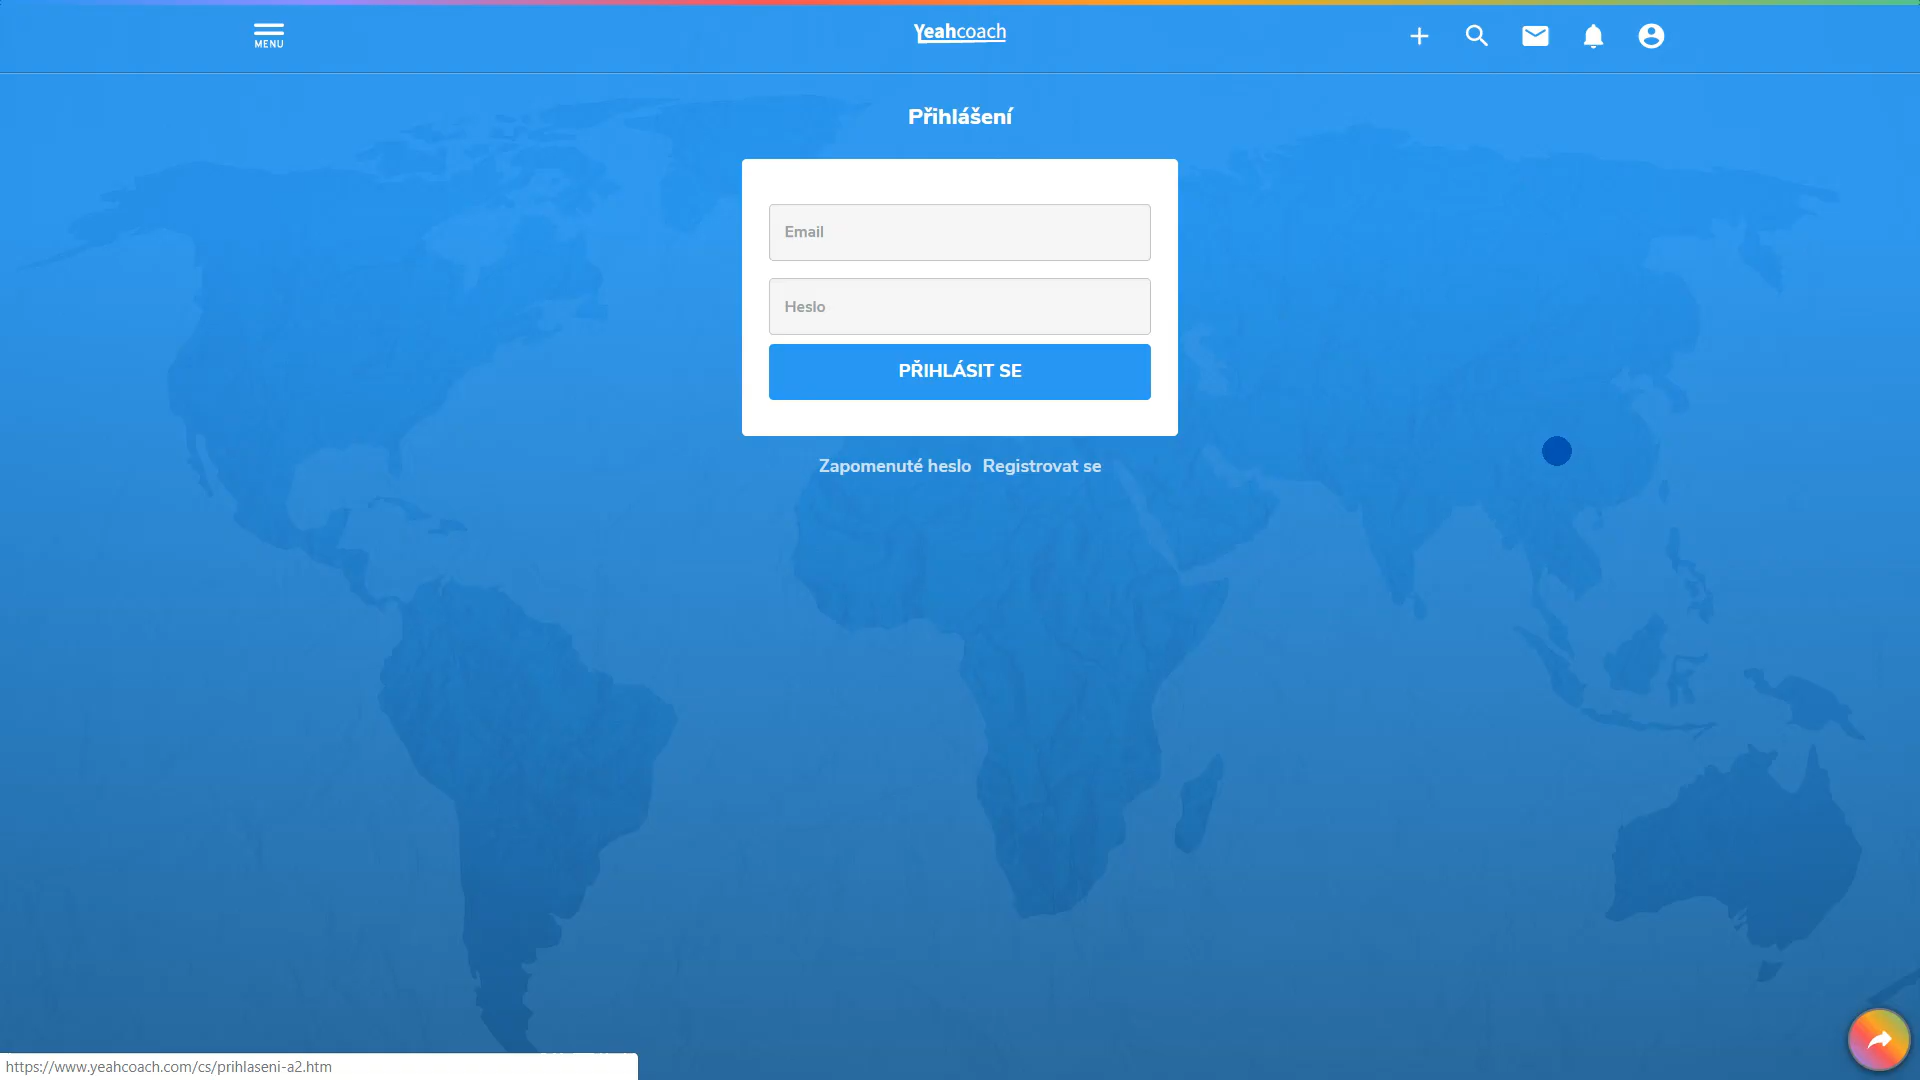 MENU
Yeahcoach
Přihlášení
Email
Heslo
PŘIHLÁSIT SE
Zapomenuté heslo Registrovat se
https://www.yeahcoach.com/cs/prihlaseni-a2.htm